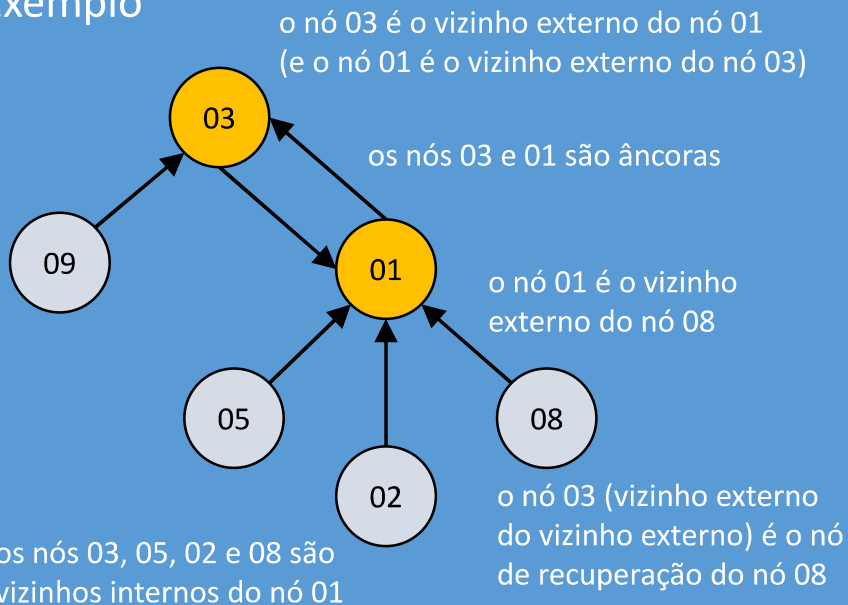 Exemplo
o nó 03 é o vizinho externo do nó 01
(e o nó 01 é o vizinho externo do nó 03)
03
os nós 03 e 01 são âncoras
09
01
o nó 01 é o vizinho
externo do nó 08
05
08
02
o nó 03 (vizinho externo
do vizinho externo) é o nó
de recuperação do nó 08
os nós 03, 05, 02 e 08 são
vizinhos internos do nó 01